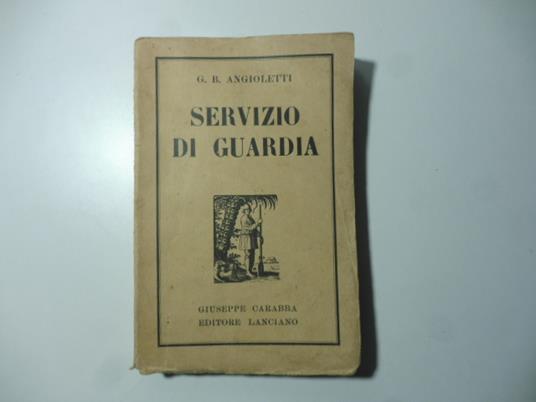 G. B. ANGIOLETTI
SERVIZIO
DI GUARDIA
GIUSEPPE CARABBA
EDITORE LANCIANO